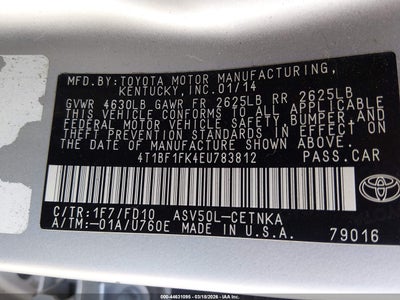 MFD.BY:TOYOTA MOTOR MANUFACTURING,
KENTUCKY,INC.01/14
GVWR 4630LB GAWR FR 2625LB RR 2625LB
THIS VEHICLE CONFORMS TO ALL APPLICABLE
FEDERAL MOTOR VEHICLE SAFETY, BUMPER, AND
THEFT PREVENTION STANDARDS IN EFFECT ON
THE DATE OF MANUFACTURE SHOWN ABOVE.
4T1BF1FK4EU783812 PASS.CAR
C/TR:1F7/FD10 ASV50L-CETNKA
A/TM:-01A/U760E MADE IN U.S.A.
TOYOTA
79016
000-44631095 - 03/18/2026 - IAA Inc.